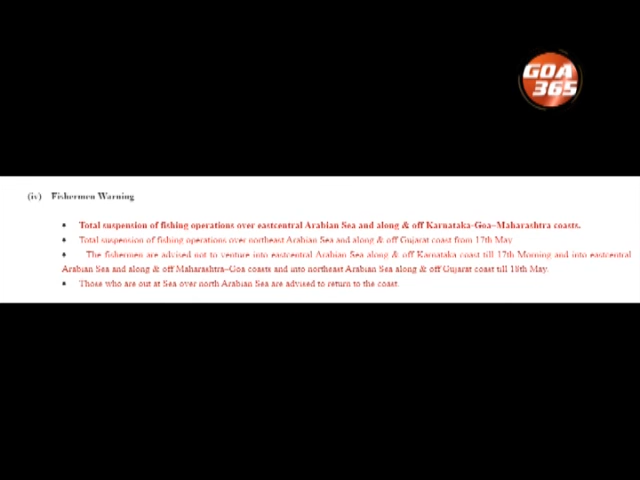 GOA
365
(iv) Fishermen Warning
• Total suspension of fishing operations over eastcentral Arabian Sea and along & off Karnataka–Goa–Maharashtra coasts.
• Total suspension of fishing operations over northeast Arabian Sea and along & off Gujarat coast from 17th May
• The fishermen are advised not to venture into eastcentral Arabian Sea along & off Karnataka coast till 17th Morning and into eastcentral
Arabian Sea and along & off Maharashtra–Goa coasts and into northeast Arabian Sea along & off Gujarat coast till 18th May.
• Those who are out at Sea over north Arabian Sea are advised to return to the coast.